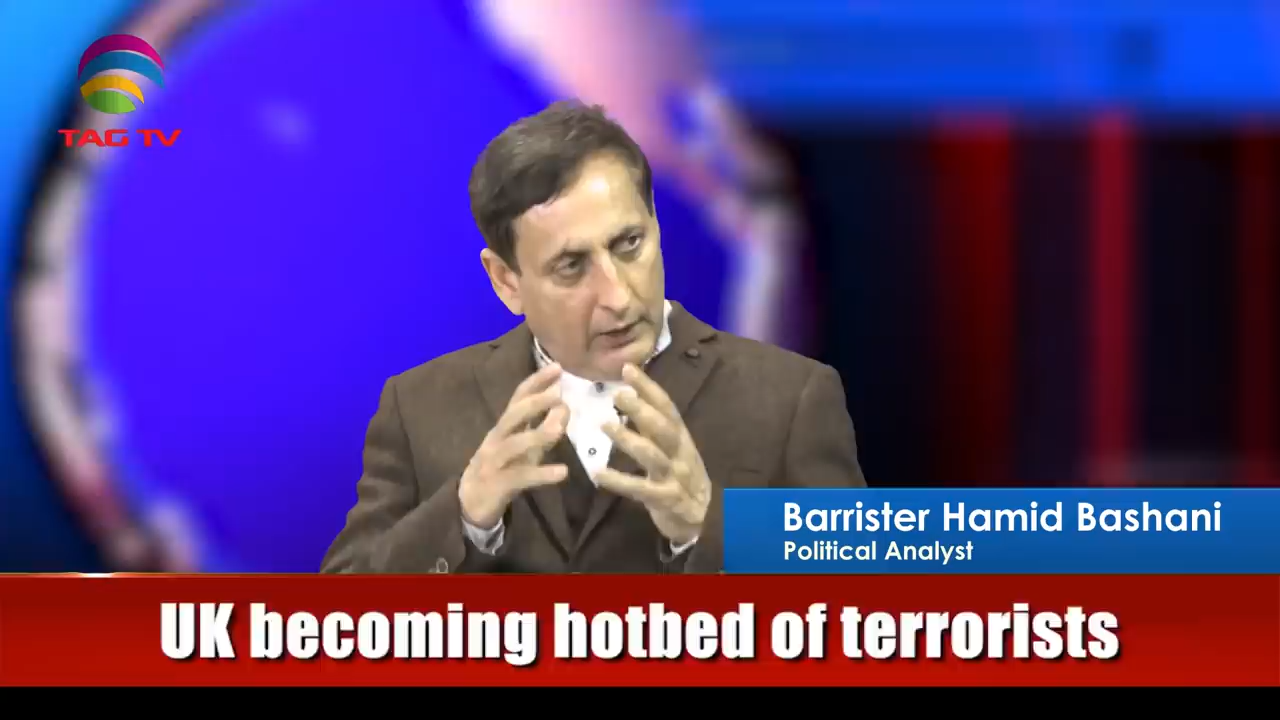 TAG TV
Barrister Hamid Bashani
Political Analyst
UK becoming hotbed of terrorists